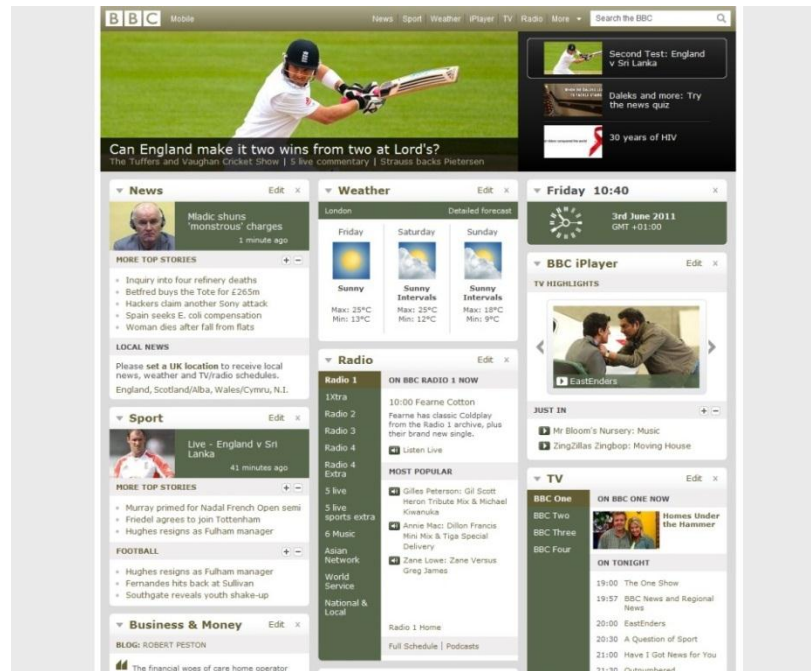 BBC Mobile
News Sport Weather iPlayer TV Radio More Search the BBC
Can England make it two wins from two at Lord's?
The Tuffers and Vaughan Cricket Show | 5 live commentary | Strauss backs Pietersen
Second Test: England
v Sri Lanka
Daleks and more: Try
the news quiz
30 years of HIV
News Edit x
Mladic shuns
'monstrous' charges
1 minute ago
MORE TOP STORIES + −
Inquiry into four refinery deaths
Betfred buys the Tote for £265m
Hackers claim another Sony attack
Spain seeks E. coli compensation
Woman dies after fall from flats
LOCAL NEWS
Please set a UK location to receive local
news, weather and TV/radio schedules.
England, Scotland/Alba, Wales/Cymru, N.I.
Sport Edit x
Live - England v Sri
Lanka
41 minutes ago
MORE TOP STORIES + −
Murray primed for Nadal French Open semi
Friedel agrees to join Tottenham
Hughes resigns as Fulham manager
FOOTBALL + −
Hughes resigns as Fulham manager
Fernandes hits back at Sullivan
Southgate reveals youth shake-up
Business & Money Edit x
BLOG: ROBERT PESTON
The financial woes of care home operator
Weather Edit x
London Detailed forecast
Friday Saturday Sunday
Sunny Sunny Sunny
Intervals Intervals
Max: 25°C Max: 25°C Max: 18°C
Min: 13°C Min: 12°C Min: 9°C
Radio Edit x
Radio 1
1Xtra
Radio 2
Radio 3
Radio 4
Radio 4
Extra
5 live
5 live
sports extra
6 Music
Asian
Network
World
Service
National &
Local
ON BBC RADIO 1 NOW
10:00 Fearne Cotton
Fearne has classic Coldplay
from the Radio 1 archive, plus
their brand new single.
Listen Live
MOST POPULAR
Gilles Peterson: Gil Scott
Heron Tribute Mix & Michael
Kiwanuka
Annie Mac: Dillon Francis
Mini Mix & Tiga Special
Delivery
Zane Lowe: Zane Versus
Greg James
Radio 1 Home
Full Schedule | Podcasts
Friday 10:40 x
3rd June 2011
GMT +01:00
BBC iPlayer Edit x
TV HIGHLIGHTS
EastEnders
JUST IN + −
Mr Bloom's Nursery: Music
ZingZillas Zingbop: Moving House
TV Edit x
BBC One
BBC Two
BBC Three
BBC Four
ON BBC ONE NOW
Homes Under
the Hammer
ON TONIGHT
19:00 The One Show
19:57 BBC News and Regional
News
20:00 EastEnders
20:30 A Question of Sport
21:00 Have I Got News for You
21:30 Outnumbered